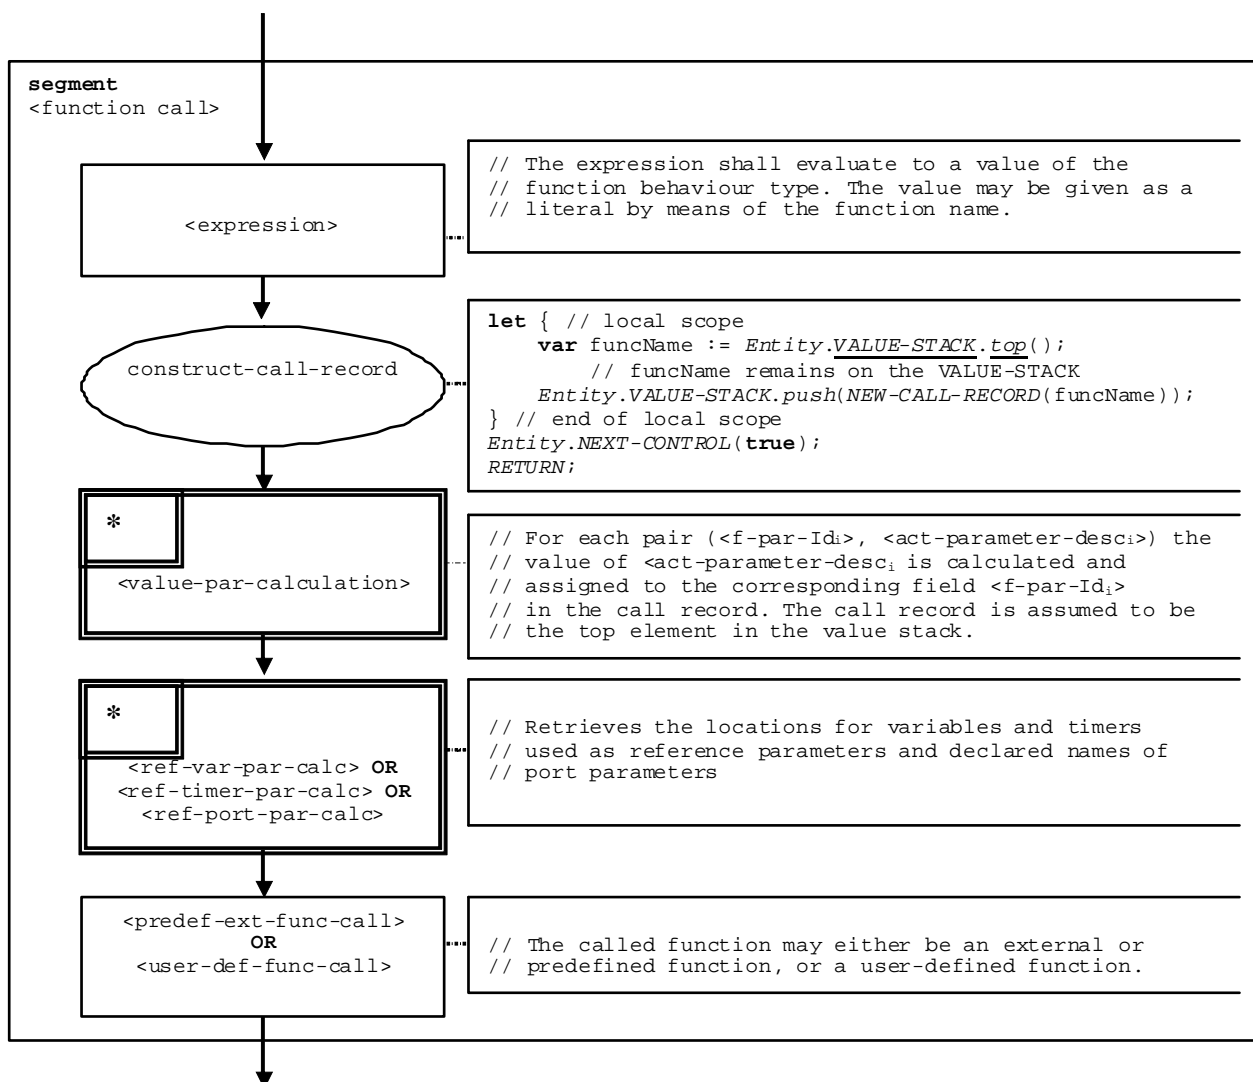 segment
<function call>
<expression>
// The expression shall evaluate to a value of the
// function behaviour type. The value may be given as a
// literal by means of the function name.
construct-call-record
let { // local scope
var funcName := Entity.VALUE-STACK.top();
// funcName remains on the VALUE-STACK
Entity.VALUE-STACK.push(NEW-CALL-RECORD(funcName));
} // end of local scope
Entity.NEXT-CONTROL(true);
RETURN;
*
<value-par-calculation>
// For each pair (<f-par-Idi>, <act-parameter-desci>) the
// value of <act-parameter-desci is calculated and
// assigned to the corresponding field <f-par-Idi>
// in the call record. The call record is assumed to be
// the top element in the value stack.
*
<ref-var-par-calc> OR
<ref-timer-par-calc> OR
<ref-port-par-calc>
// Retrieves the locations for variables and timers
// used as reference parameters and declared names of
// port parameters
<predef-ext-func-call>
OR
<user-def-func-call>
// The called function may either be an external or
// predefined function, or a user-defined function.